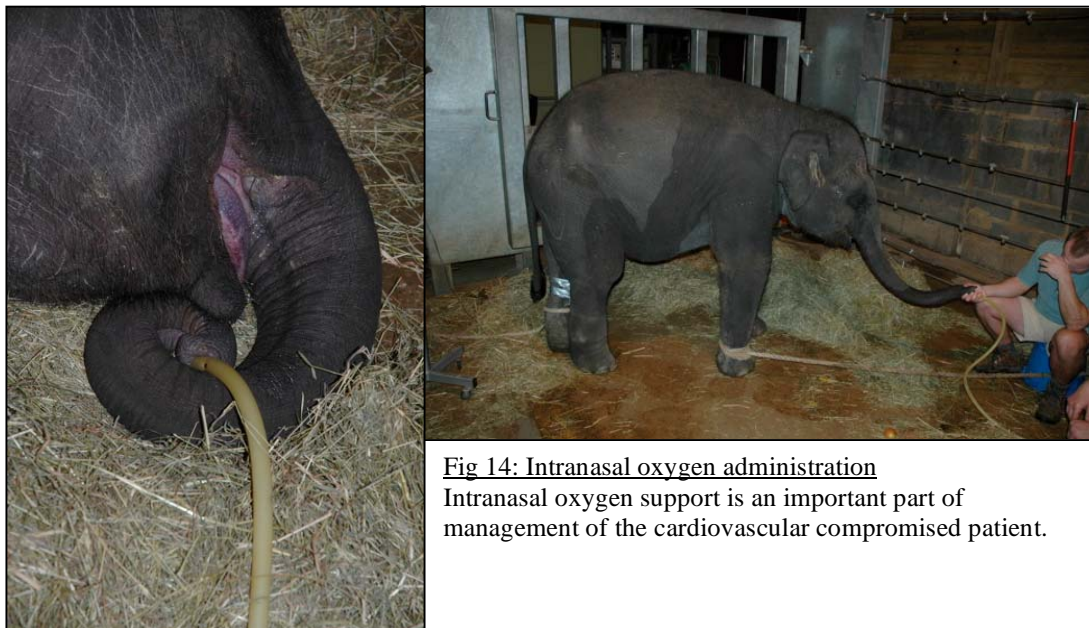 Fig 14: Intranasal oxygen administration
Intranasal oxygen support is an important part of
management of the cardiovascular compromised patient.